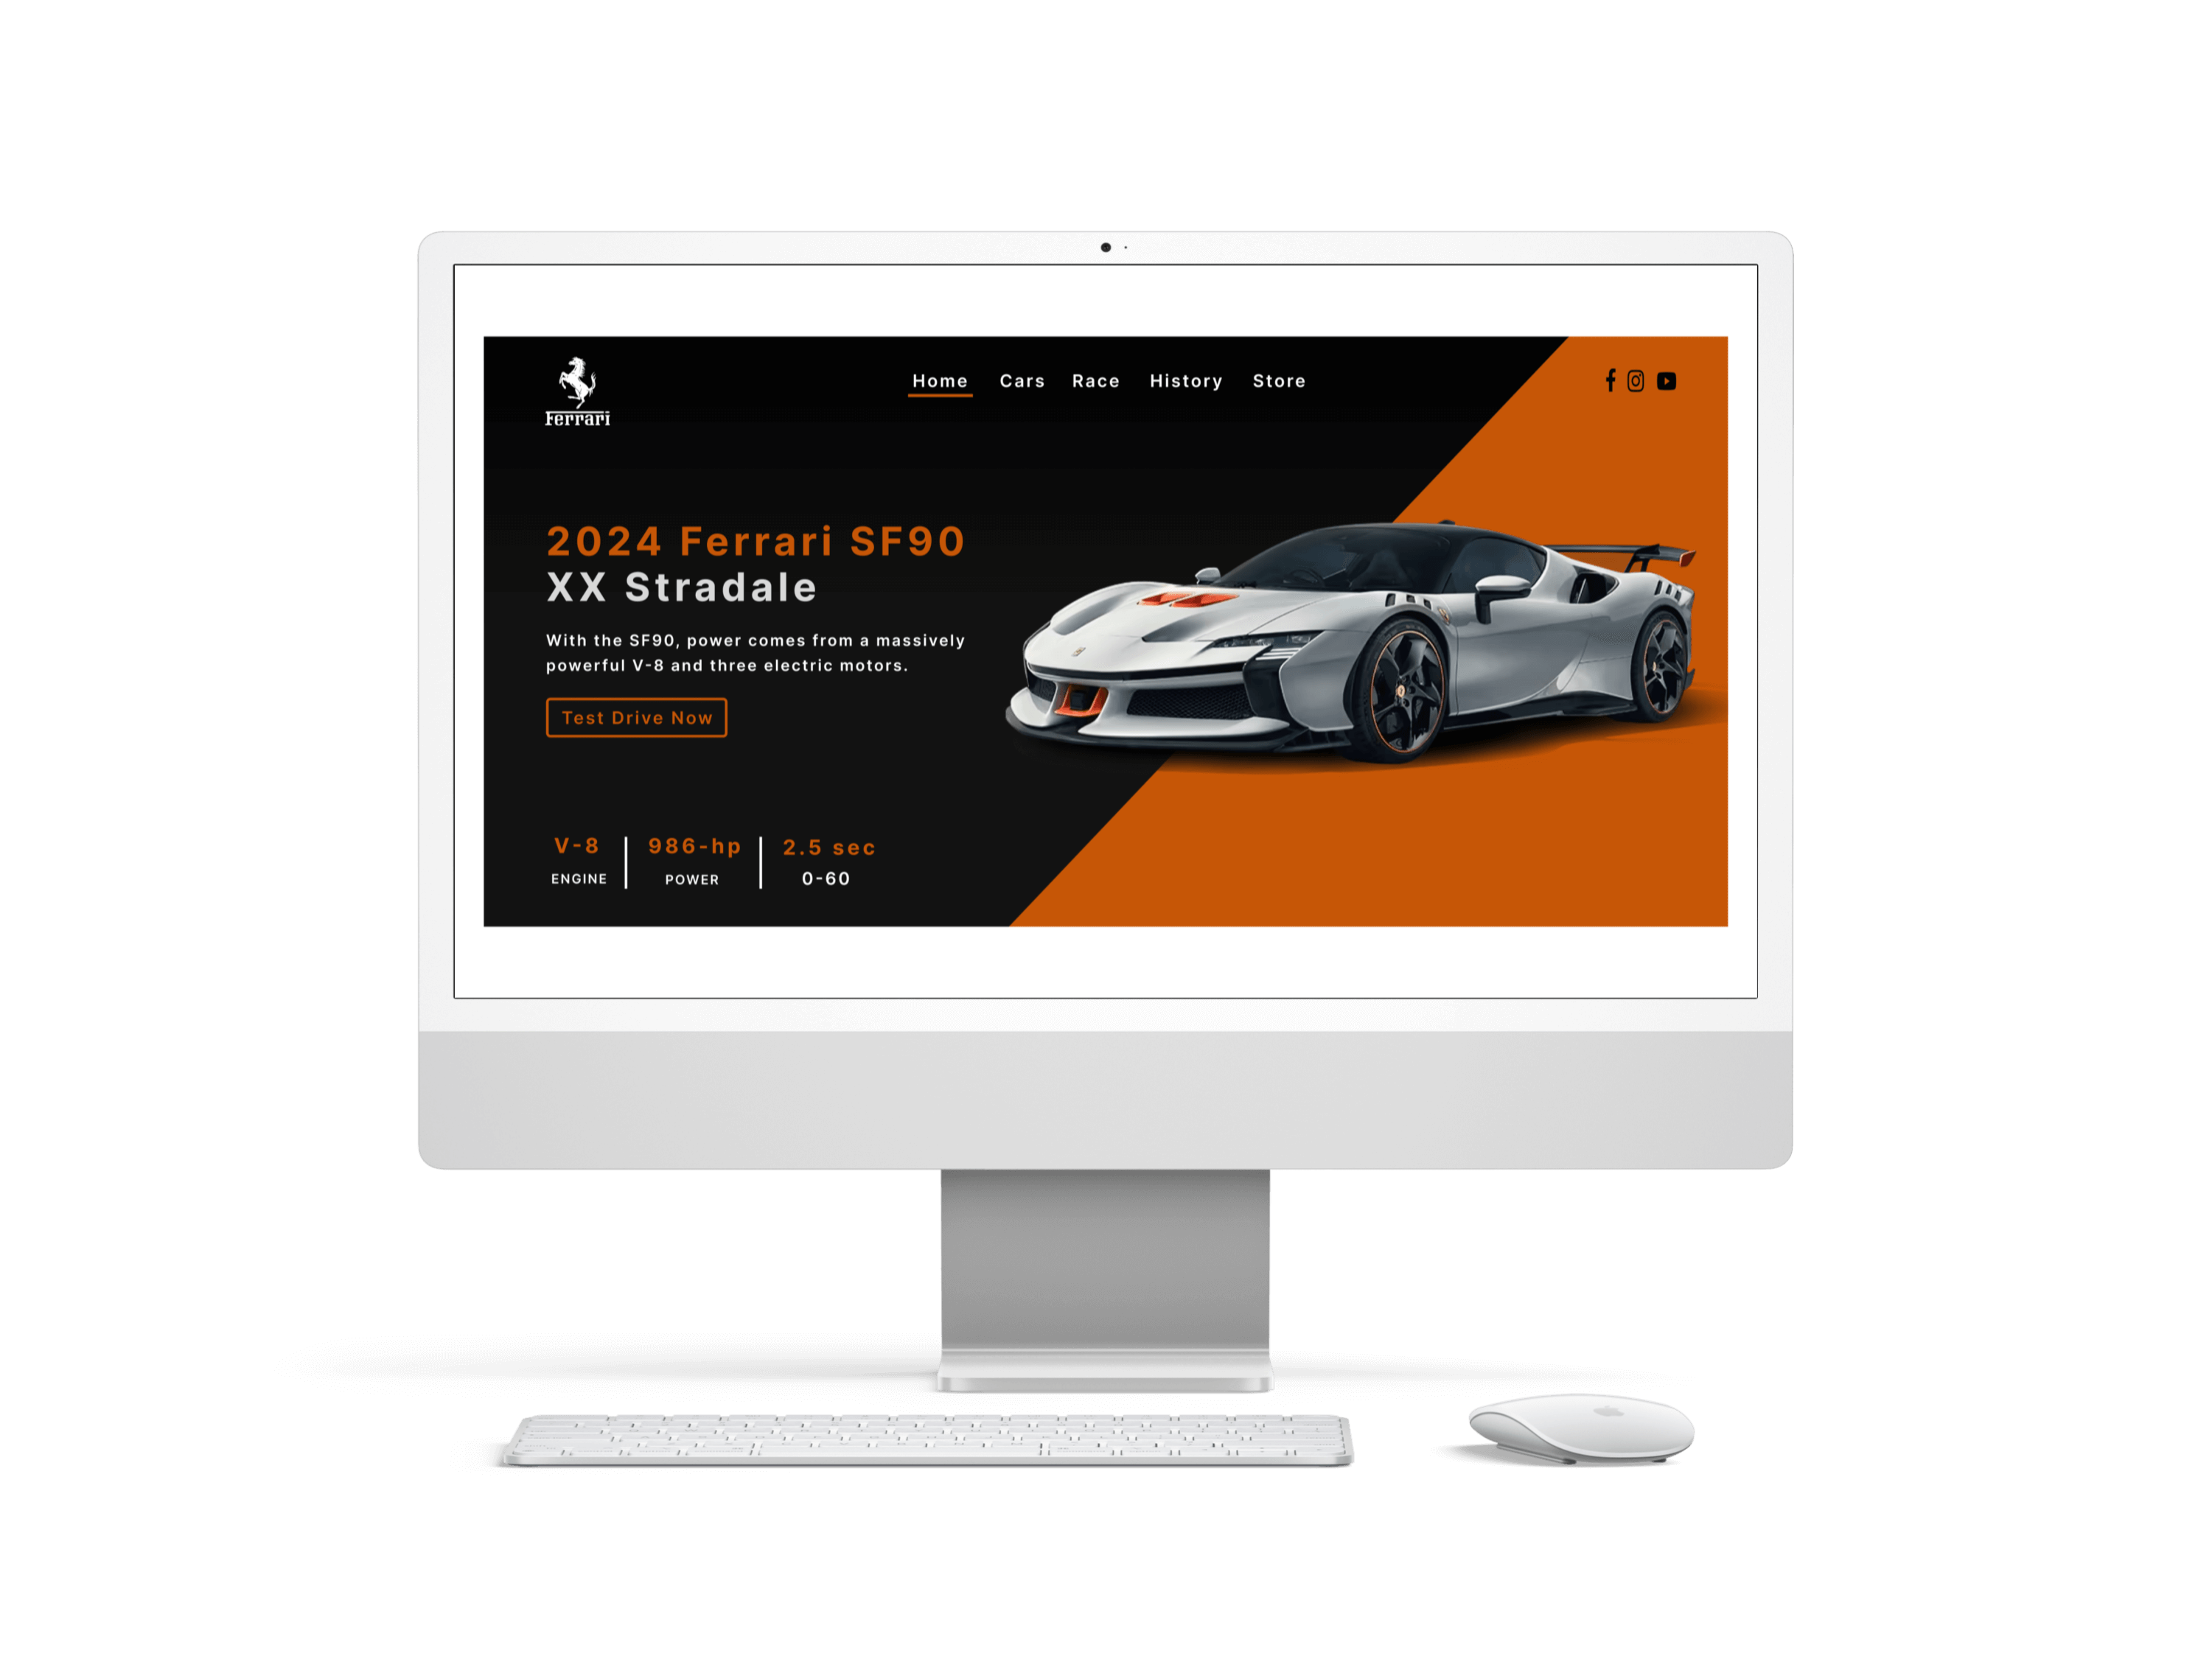 Ferrari
Home Cars Race History Store
2024 Ferrari SF90
XX Stradale
With the SF90, power comes from a massively
powerful V-8 and three electric motors.
Test Drive Now
V-8 986-hp 2.5 sec
ENGINE POWER 0-60